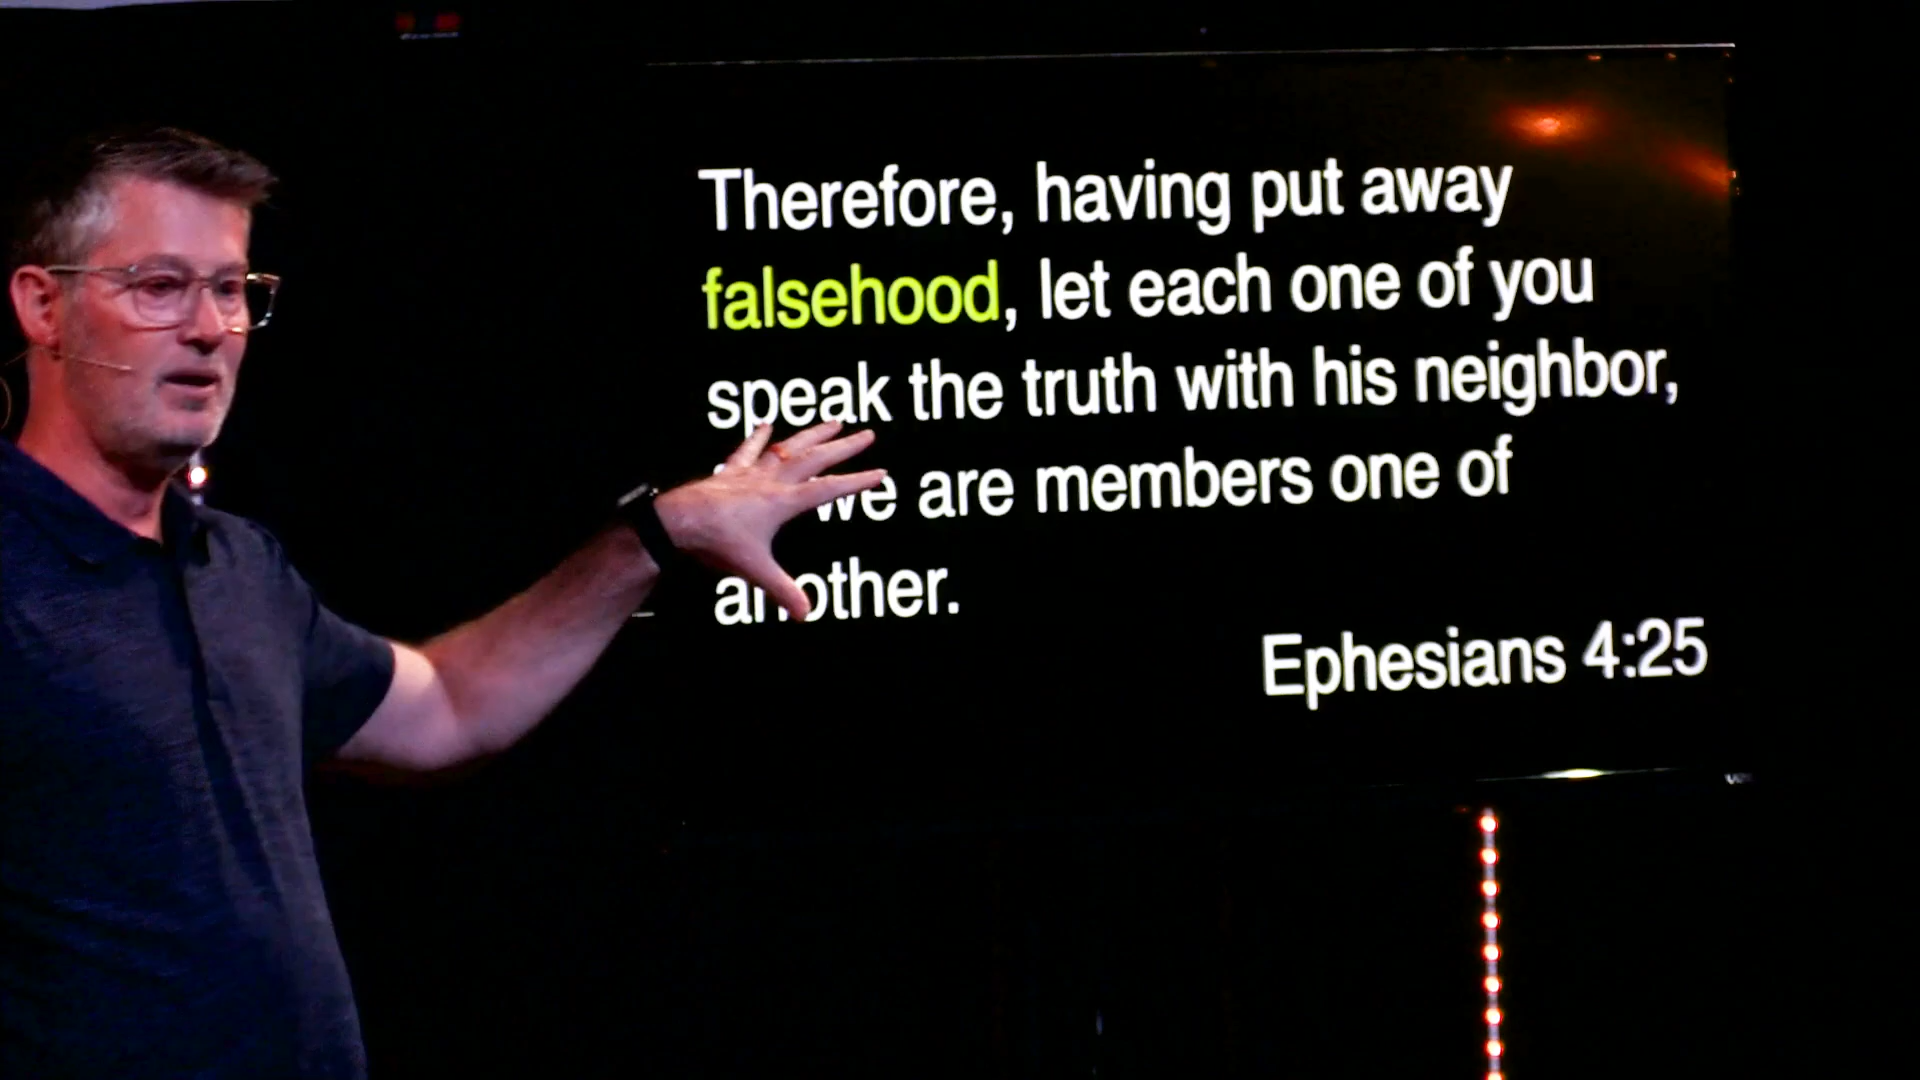 Therefore, having put away
falsehood, let each one of you
speak the truth with his neighbor,
we are members one of
another.
Ephesians 4:25